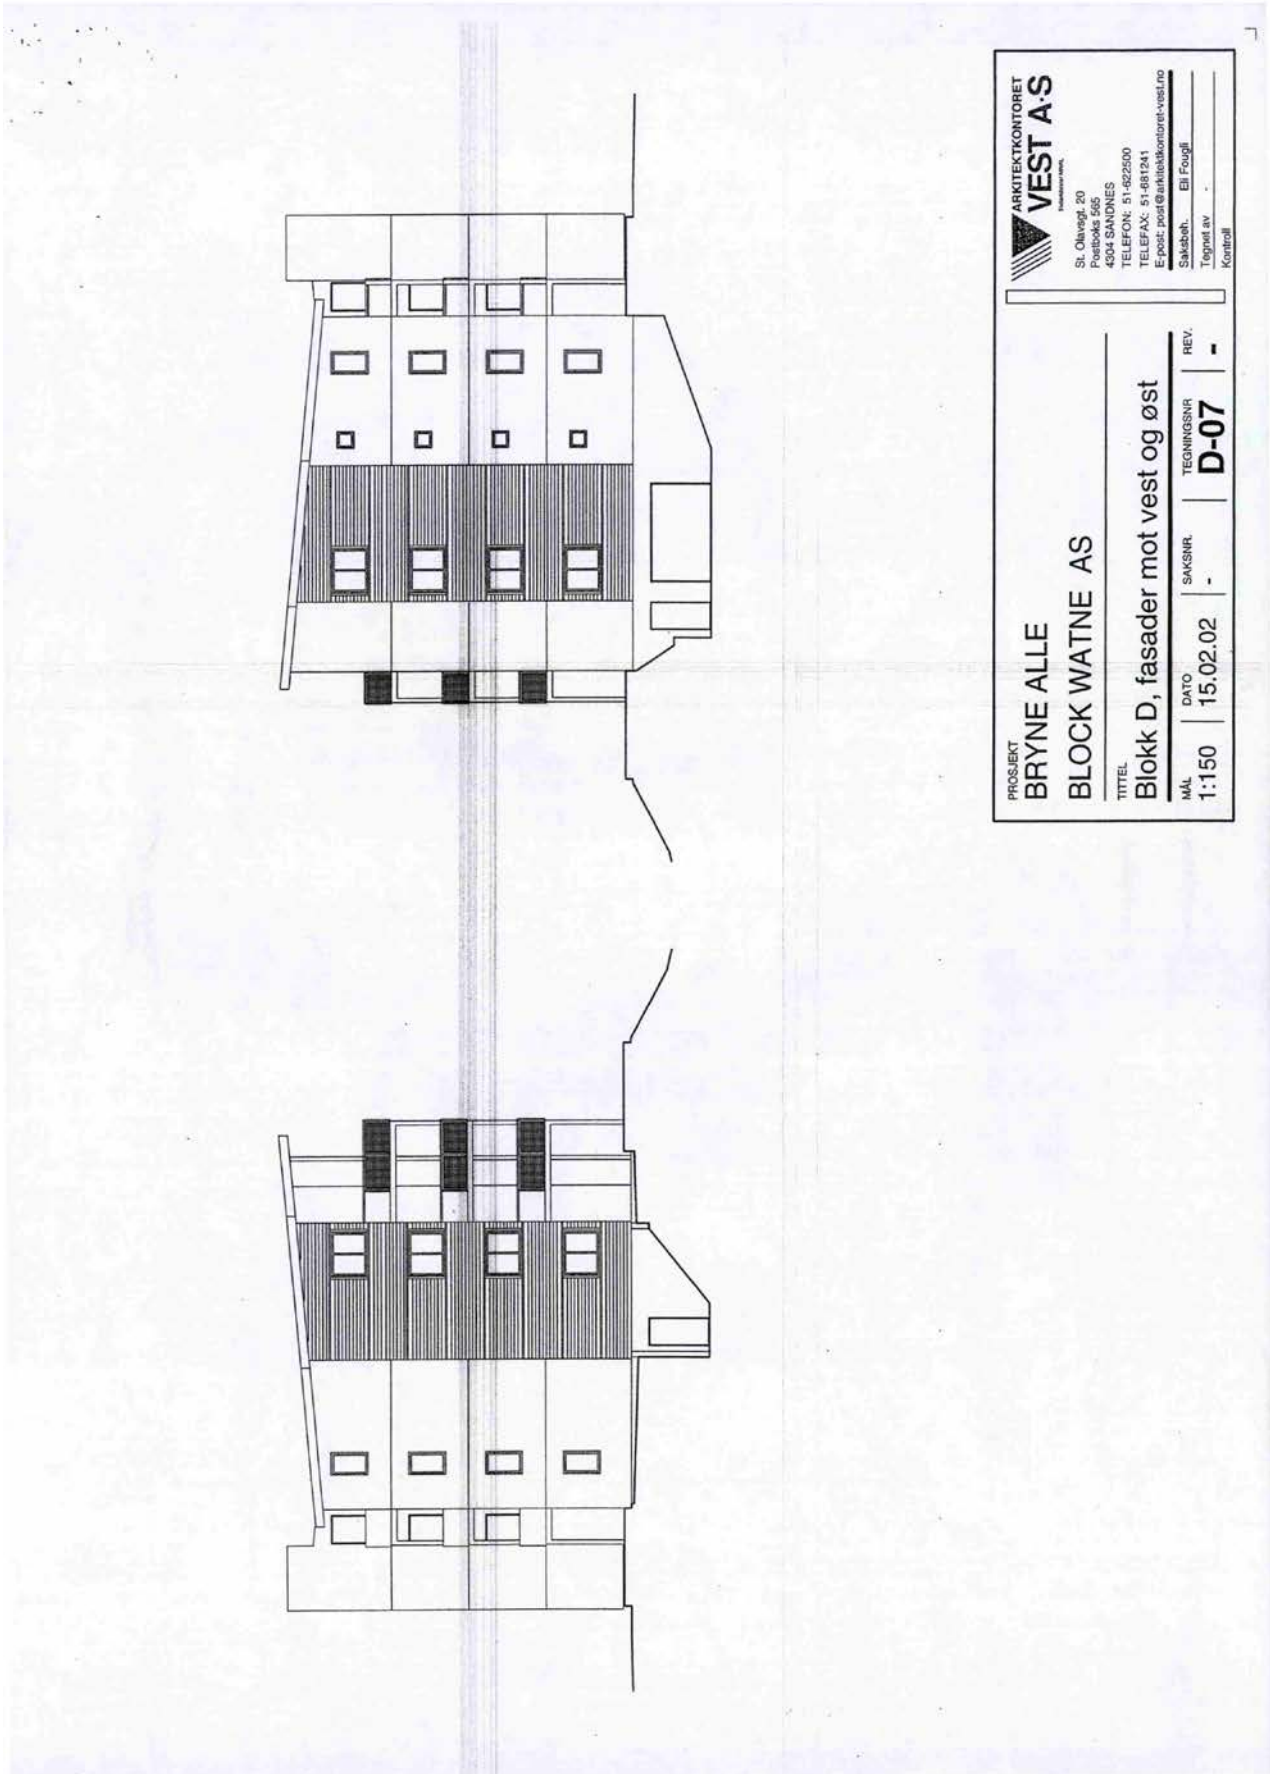 PROSJEKT
BRYNE ALLE
BLOCK WATNE AS
TITTEL
Blokk D, fasader mot vest og øst
MÅL
DATO
SAKSNR.
TEGNINGSNR
REV.
1:150
15.02.02
-
D-07
-
ARKITEKTKONTORET
VEST A·S
St. Olavsgt. 20
Postboks 565
4304 SANDNES
TELEFON: 51-622500
TELEFAX: 51-681241
E-post: post@arkitektkontoret-vest.no
Saksbeh. Eli Fougli
Tegnet av -
Kontroll